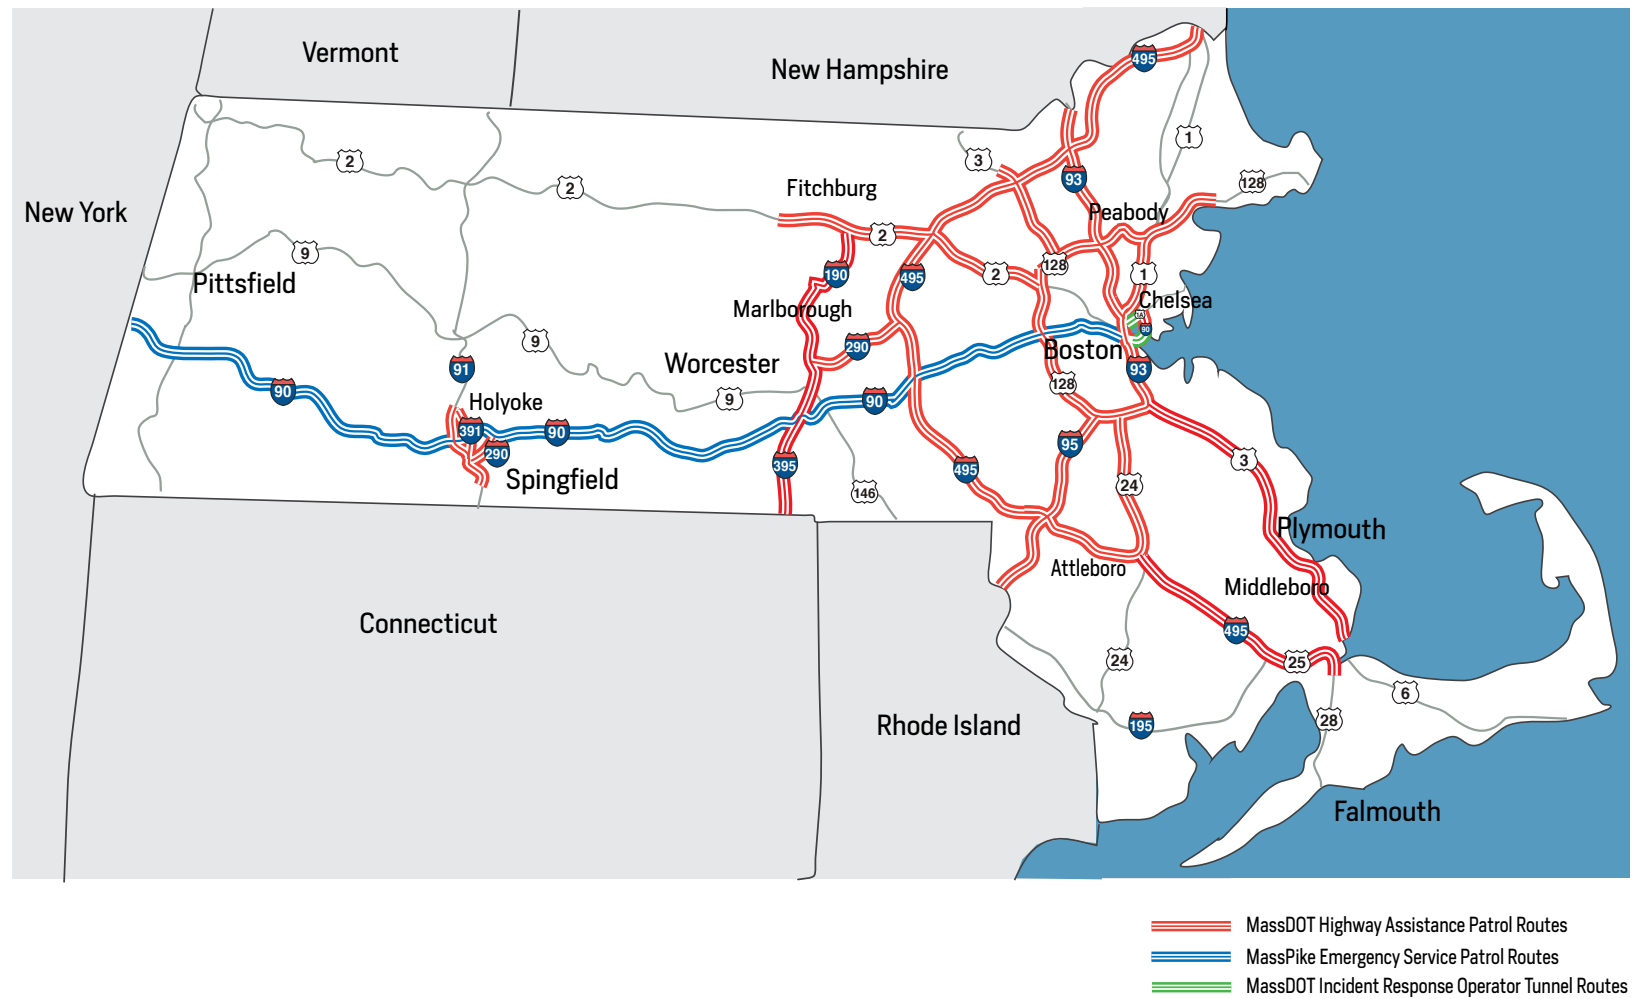 Vermont
New Hampshire
495
1
2
3
93
128
2
Fitchburg
New York
Peabody
2
9
128
2
190
495
1
Pittsfield
Marlborough
Chelsea
1A
90
9
290
Boston
Worcester
91
93
128
90
9
90
Holyoke
391
90
290
95
3
395
495
Spingfield
24
146
Plymouth
Attleboro
Middleboro
Connecticut
495
24
25
6
Rhode Island
195
28
Falmouth
MassDOT Highway Assistance Patrol Routes
MassPike Emergency Service Patrol Routes
MassDOT Incident Response Operator Tunnel Routes